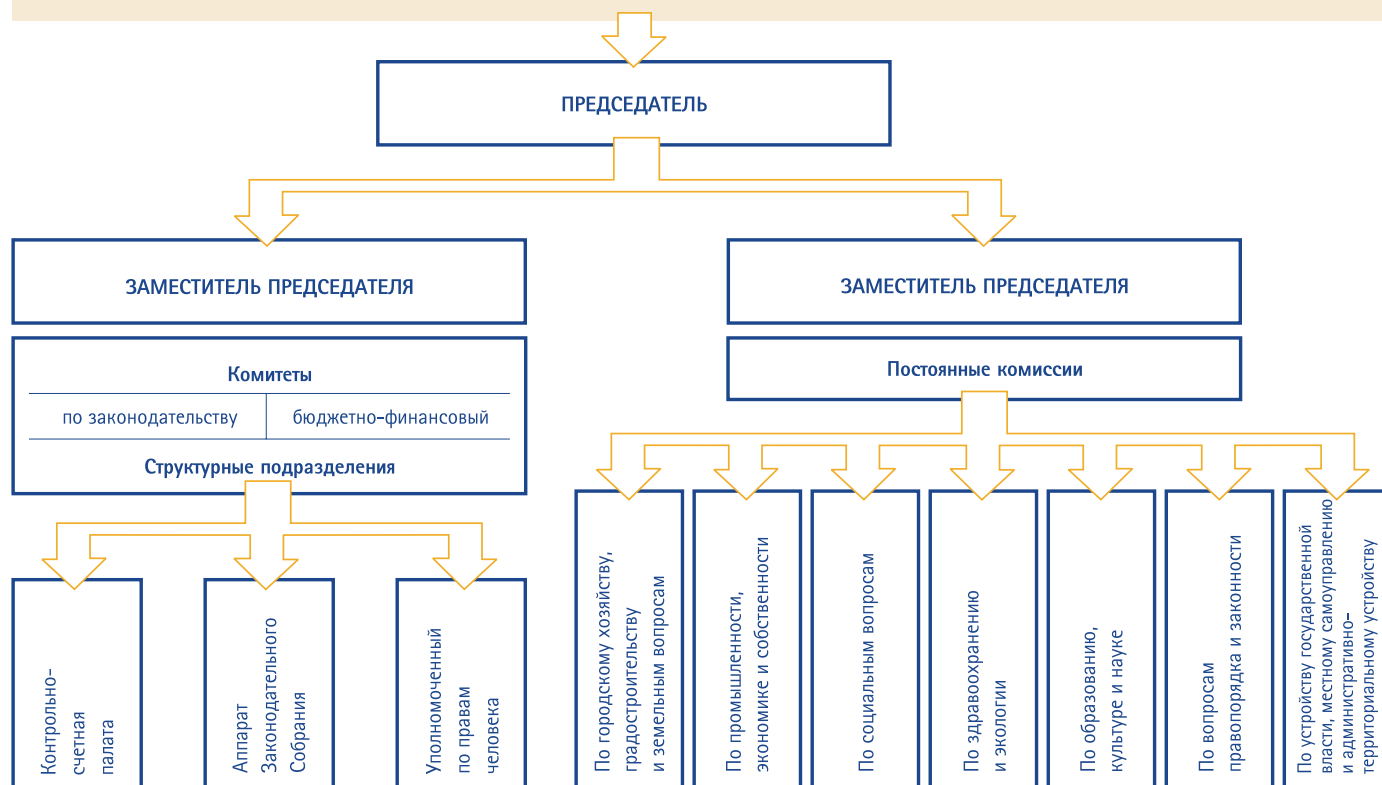 ПРЕДСЕДАТЕЛЬ
ЗАМЕСТИТЕЛЬ ПРЕДСЕДАТЕЛЯ
Комитеты
по законодательству
бюджетно-финансовый
Структурные подразделения
Контрольно-
счетная
палата
Аппарат
Законодательного
Собрания
Уполномоченный
по правам
человека
ЗАМЕСТИТЕЛЬ ПРЕДСЕДАТЕЛЯ
Постоянные комиссии
По городскому хозяйству,
градостроительству
и земельным вопросам
По промышленности,
экономике и собственности
По социальным вопросам
По здравоохранению
и экологии
По образованию,
культуре и науке
По вопросам
правопорядка и законности
По устройству государственной
власти, местному самоуправлению
и административно-
территориальному устройству